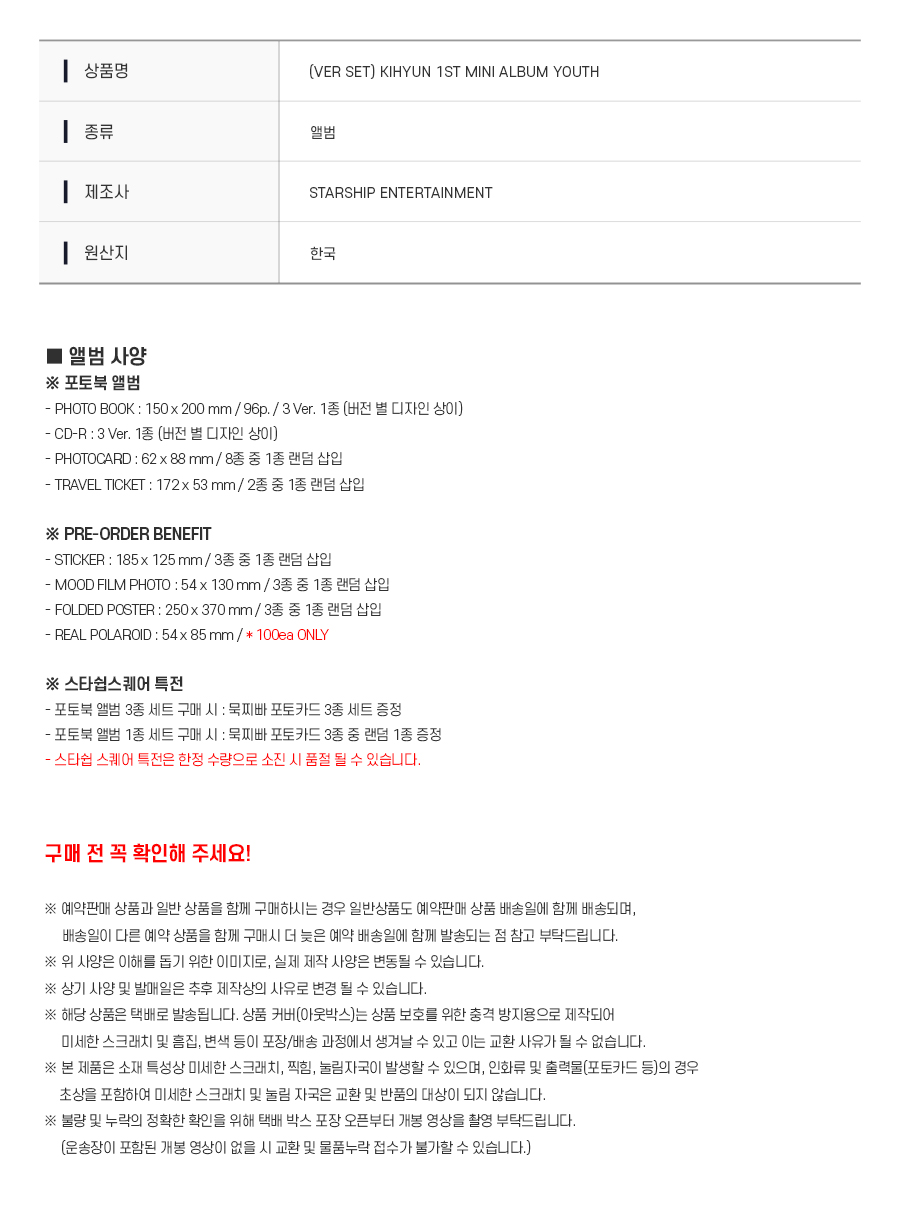 상품명 (VER SET) KIHYUN 1ST MINI ALBUM YOUTH
종류 앨범
제조사 STARSHIP ENTERTAINMENT
원산지 한국
■ 앨범 사양
※ 포토북 앨범
- PHOTO BOOK : 150 x 200 mm / 96p. / 3 Ver. 1종 (버전 별 디자인 상이)
- CD-R : 3 Ver. 1종 (버전 별 디자인 상이)
- PHOTOCARD : 62 x 88 mm / 8종 중 1종 랜덤 삽입
- TRAVEL TICKET : 172 x 53 mm / 2종 중 1종 랜덤 삽입
※ PRE-ORDER BENEFIT
- STICKER : 185 x 125 mm / 3종 중 1종 랜덤 삽입
- MOOD FILM PHOTO : 54 x 130 mm / 3종 중 1종 랜덤 삽입
- FOLDED POSTER : 250 x 370 mm / 3종 중 1종 랜덤 삽입
- REAL POLAROID : 54 x 85 mm / * 100ea ONLY
※ 스타쉽스퀘어 특전
- 포토북 앨범 3종 세트 구매 시 : 묵찌빠 포토카드 3종 세트 증정
- 포토북 앨범 1종 세트 구매 시 : 묵찌빠 포토카드 3종 중 랜덤 1종 증정
- 스타쉽 스퀘어 특전은 한정 수량으로 소진 시 품절 될 수 있습니다.
구매 전 꼭 확인해 주세요!
※ 예약판매 상품과 일반 상품을 함께 구매하시는 경우 일반상품도 예약판매 상품 배송일에 함께 배송되며,
배송일이 다른 예약 상품을 함께 구매시 더 늦은 예약 배송일에 함께 발송되는 점 참고 부탁드립니다.
※ 위 사양은 이해를 돕기 위한 이미지로, 실제 제작 사양은 변동될 수 있습니다.
※ 상기 사양 및 발매일은 추후 제작상의 사유로 변경 될 수 있습니다.
※ 해당 상품은 택배로 발송됩니다. 상품 커버(아웃박스)는 상품 보호를 위한 충격 방지용으로 제작되어
미세한 스크래치 및 흠집, 변색 등이 포장/배송 과정에서 생겨날 수 있고 이는 교환 사유가 될 수 없습니다.
※ 본 제품은 소재 특성상 미세한 스크래치, 찍힘, 눌림자국이 발생할 수 있으며, 인화류 및 출력물(포토카드 등)의 경우
초상을 포함하여 미세한 스크래치 및 눌림 자국은 교환 및 반품의 대상이 되지 않습니다.
※ 불량 및 누락의 정확한 확인을 위해 택배 박스 포장 오픈부터 개봉 영상을 촬영 부탁드립니다.
(운송장이 포함된 개봉 영상이 없을 시 교환 및 물품누락 접수가 불가할 수 있습니다.)